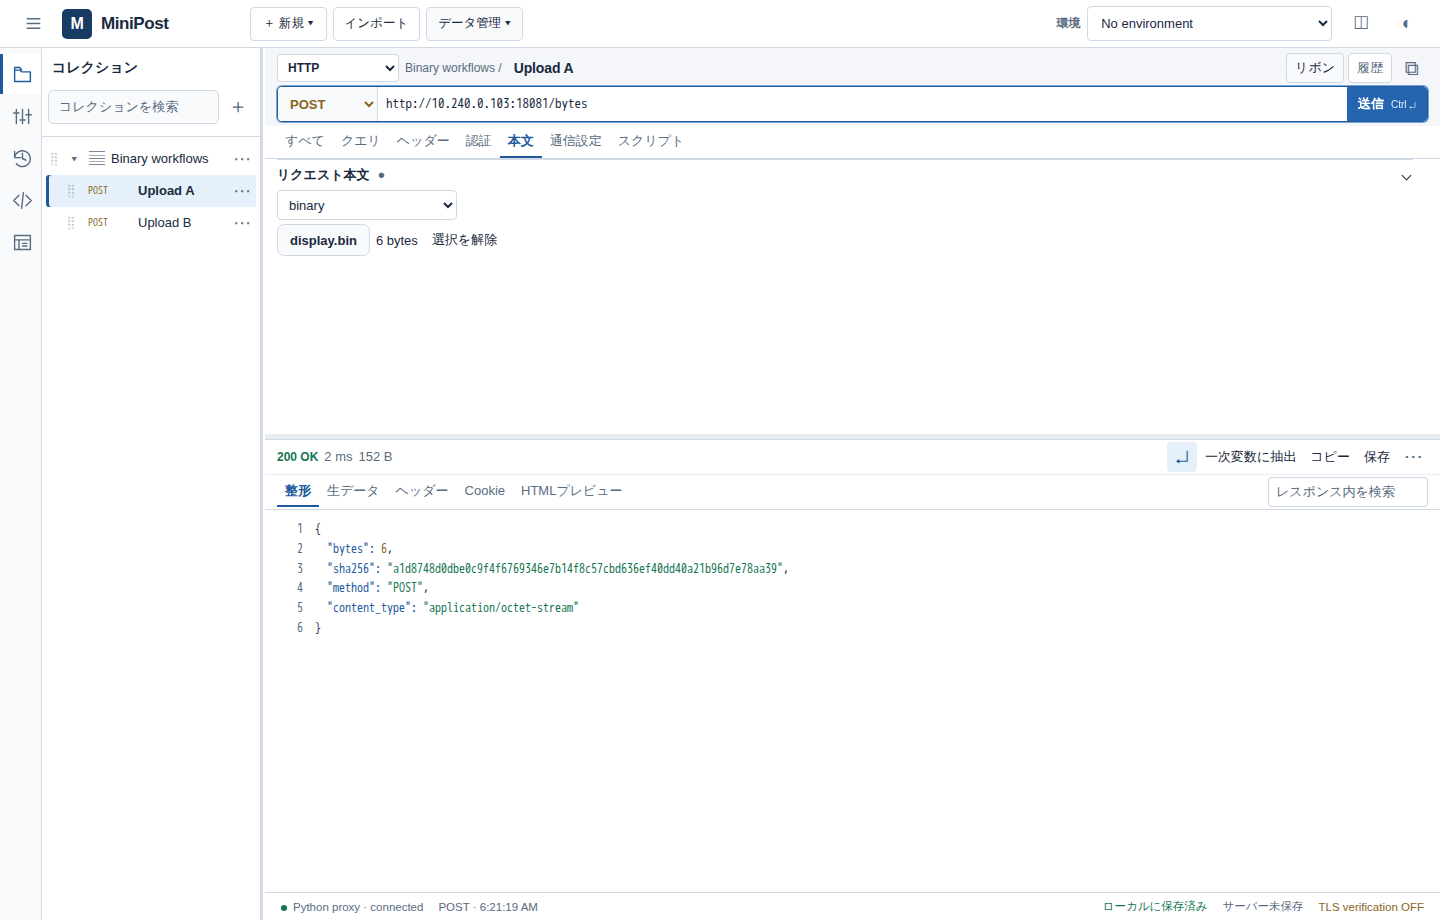 M MiniPost ＋ 新規 ▾ インポート データ管理 ▾ 環境 No environment
コレクション
コレクションを検索 ＋
▾ Binary workflows ···
POST Upload A ···
POST Upload B ···
HTTP Binary workflows / Upload A リボン 履歴
POST http://10.240.0.103:18081/bytes 送信 Ctrl ⏎
すべて クエリ ヘッダー 認証 本文 通信設定 スクリプト
リクエスト本文 ●
binary
display.bin 6 bytes 選択を解除
200 OK 2 ms 152 B 一次変数に抽出 コピー 保存 ···
整形 生データ ヘッダー Cookie HTMLプレビュー レスポンス内を検索
1 {
2 "bytes": 6,
3 "sha256": "a1d8748d0dbe0c9f4f6769346e7b14f8c57cbd636ef40dd40a21b96d7e78aa39",
4 "method": "POST",
5 "content_type": "application/octet-stream"
6 }
● Python proxy · connected POST · 6:21:19 AM ローカルに保存済み サーバー未保存 TLS verification OFF